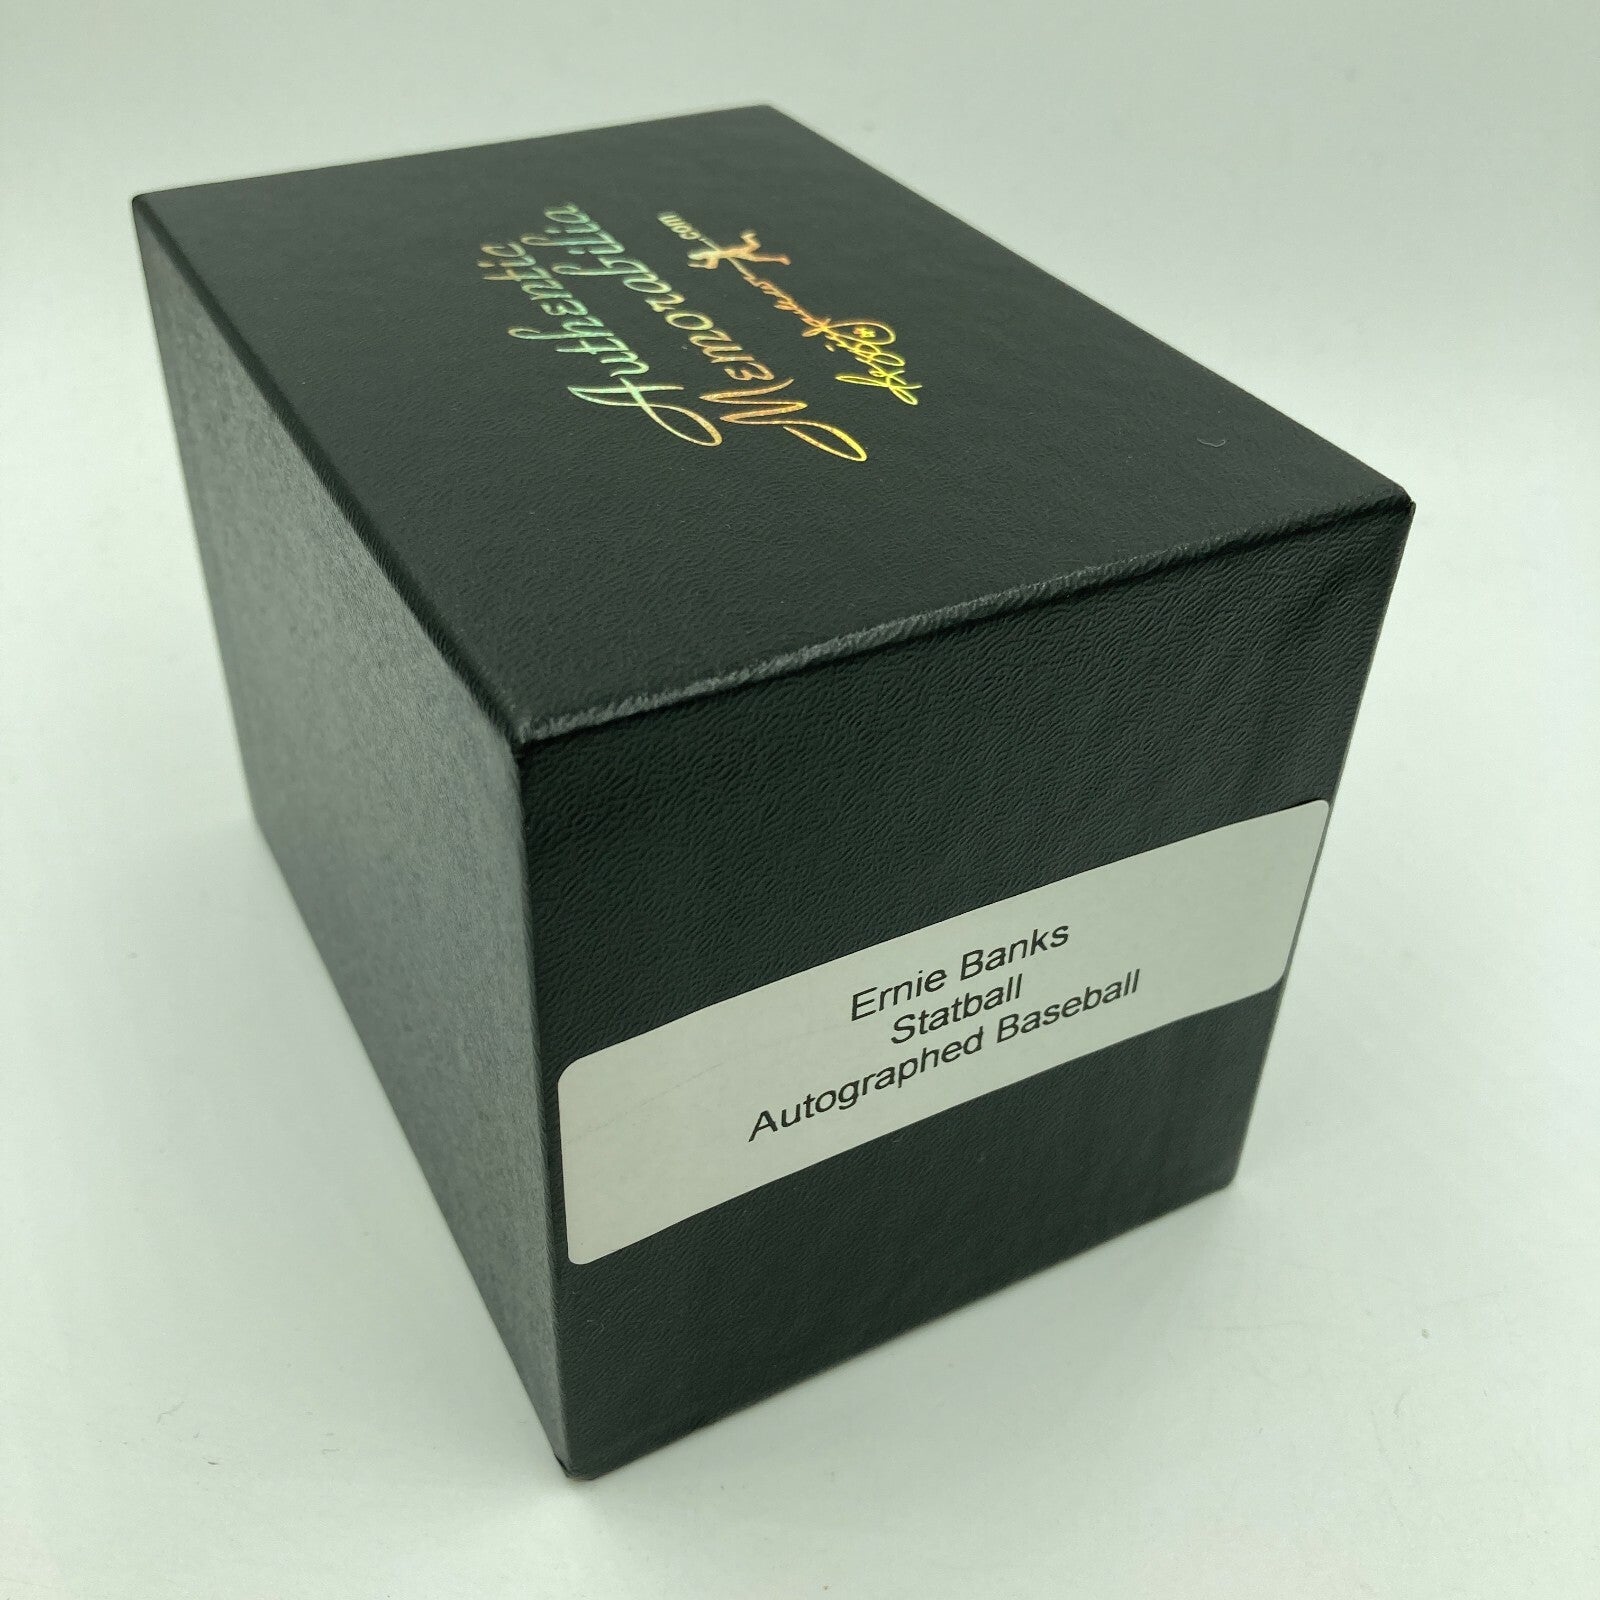 Authentic
Memorabilia
.com
Ernie Banks
Statball
Autographed Baseball